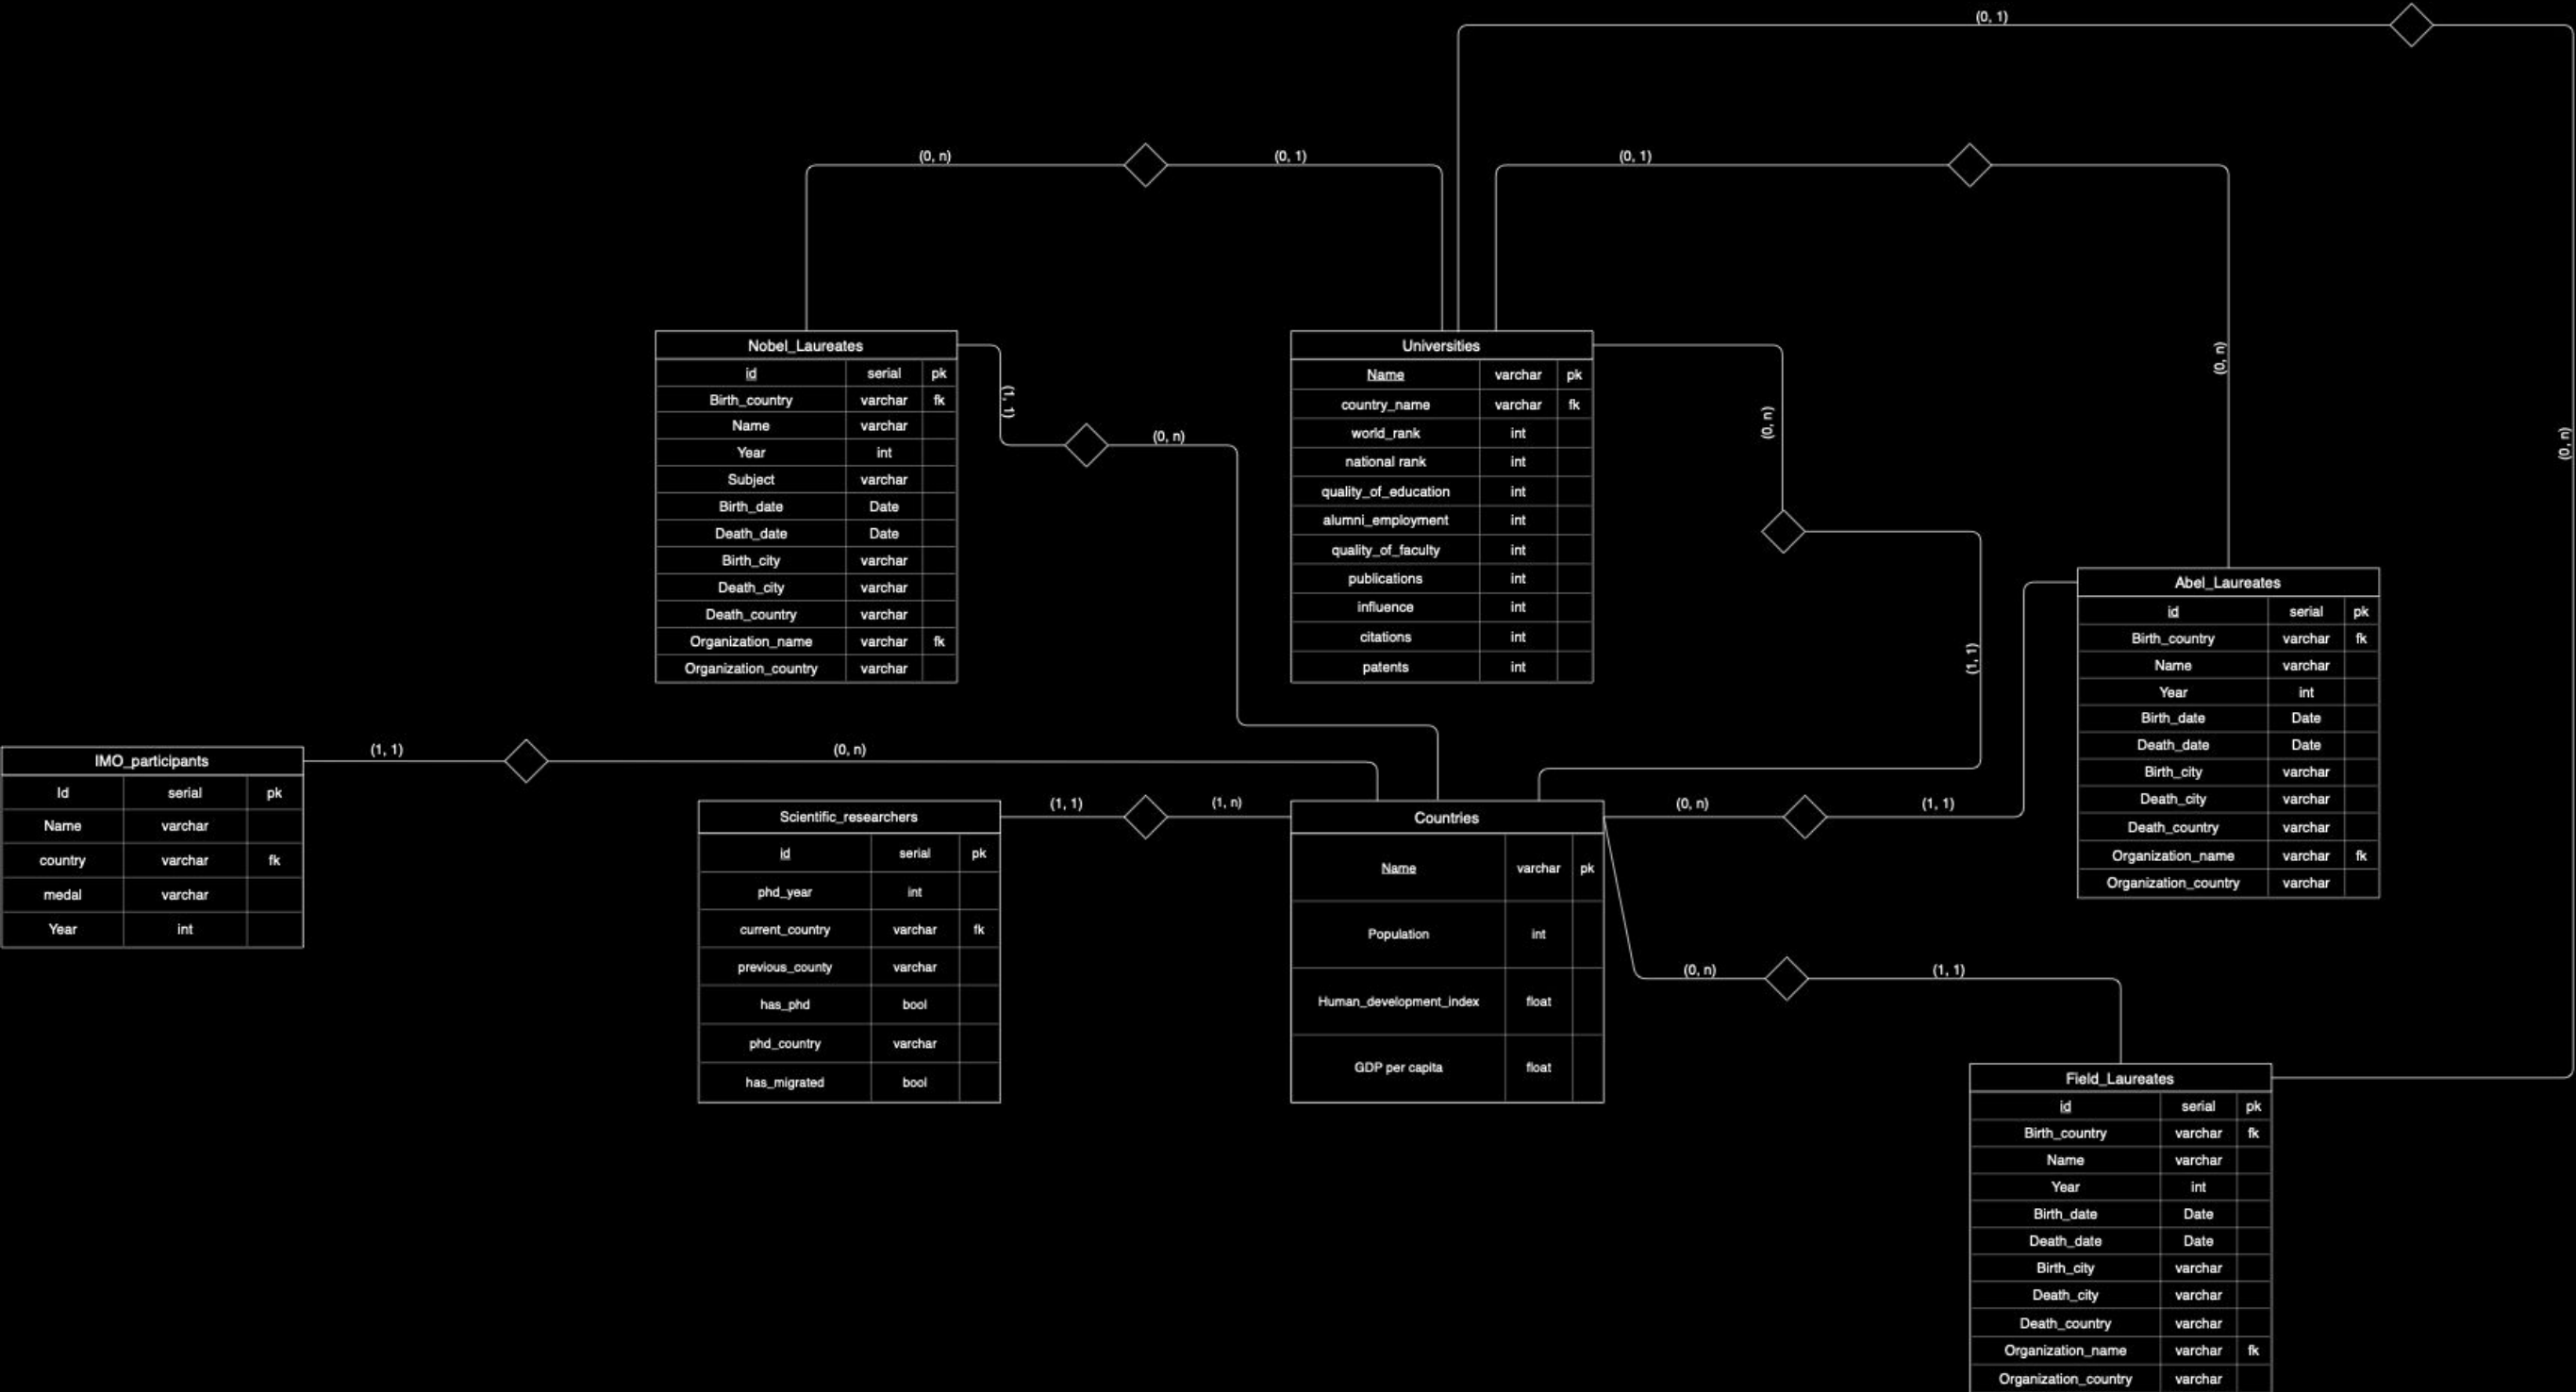 (0, 1)
(0, n)
(0, 1)
(0, 1)
(0, n)
(0, n)
Nobel_Laureates
id serial pk
Birth_country varchar fk
Name varchar
Year int
Subject varchar
Birth_date Date
Death_date Date
Birth_city varchar
Death_city varchar
Death_country varchar
Organization_name varchar fk
Organization_country varchar
(1, 1)
(0, n)
Universities
Name varchar pk
country_name varchar fk
world_rank int
national rank int
quality_of_education int
alumni_employment int
quality_of_faculty int
publications int
influence int
citations int
patents int
(0, n)
(1, 1)
Abel_Laureates
id serial pk
Birth_country varchar fk
Name varchar
Year int
Birth_date Date
Death_date Date
Birth_city varchar
Death_city varchar
Death_country varchar
Organization_name varchar fk
Organization_country varchar
IMO_participants
Id serial pk
Name varchar
country varchar fk
medal varchar
Year int
(1, 1)
(0, n)
Scientific_researchers
id serial pk
phd_year int
current_country varchar fk
previous_county varchar
has_phd bool
phd_country varchar
has_migrated bool
(1, 1)
(1, n)
Countries
Name varchar pk
Population int
Human_development_index float
GDP per capita float
(0, n)
(1, 1)
(0, n)
(1, 1)
Field_Laureates
id serial pk
Birth_country varchar fk
Name varchar
Year int
Birth_date Date
Death_date Date
Birth_city varchar
Death_city varchar
Death_country varchar
Organization_name varchar fk
Organization_country varchar